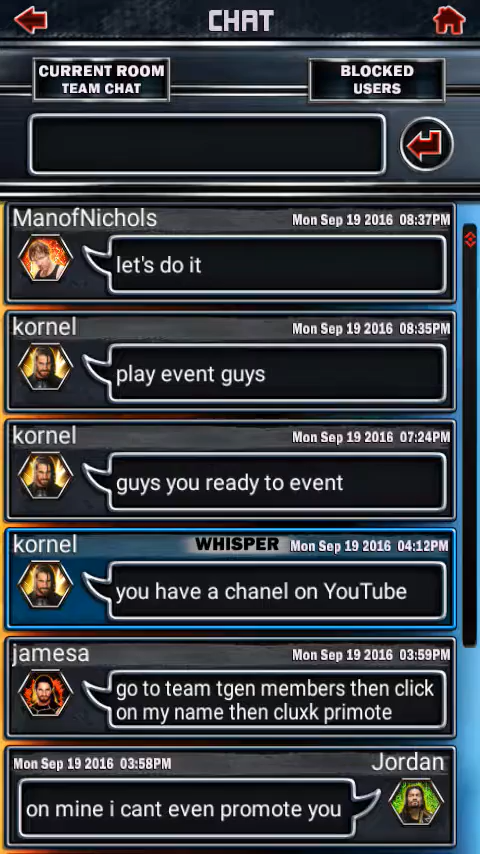 CHAT
CURRENT ROOM
TEAM CHAT
BLOCKED
USERS
ManofNichols
Mon Sep 19 2016 08:37PM
let's do it
kornel
Mon Sep 19 2016 08:35PM
play event guys
kornel
Mon Sep 19 2016 07:24PM
guys you ready to event
kornel
WHISPER Mon Sep 19 2016 04:12PM
you have a chanel on YouTube
jamesa
Mon Sep 19 2016 03:59PM
go to team tgen members then click
on my name then cluxk primote
Mon Sep 19 2016 03:58PM
Jordan
on mine i cant even promote you